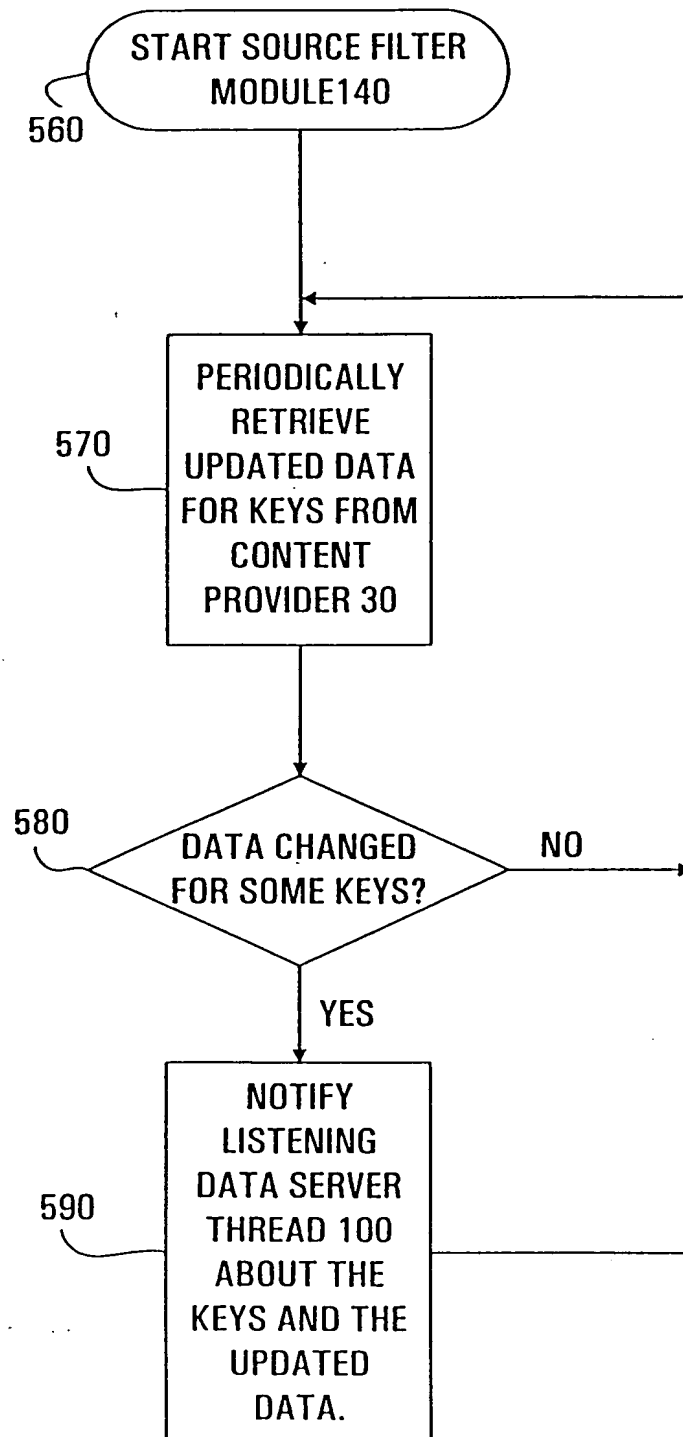 START SOURCE FILTER
MODULE140
560
PERIODICALLY
RETRIEVE
UPDATED DATA
FOR KEYS FROM
CONTENT
PROVIDER 30
570
580
DATA CHANGED
FOR SOME KEYS?
NO
YES
NOTIFY
LISTENING
DATA SERVER
THREAD 100
ABOUT THE
KEYS AND THE
UPDATED
DATA.
590